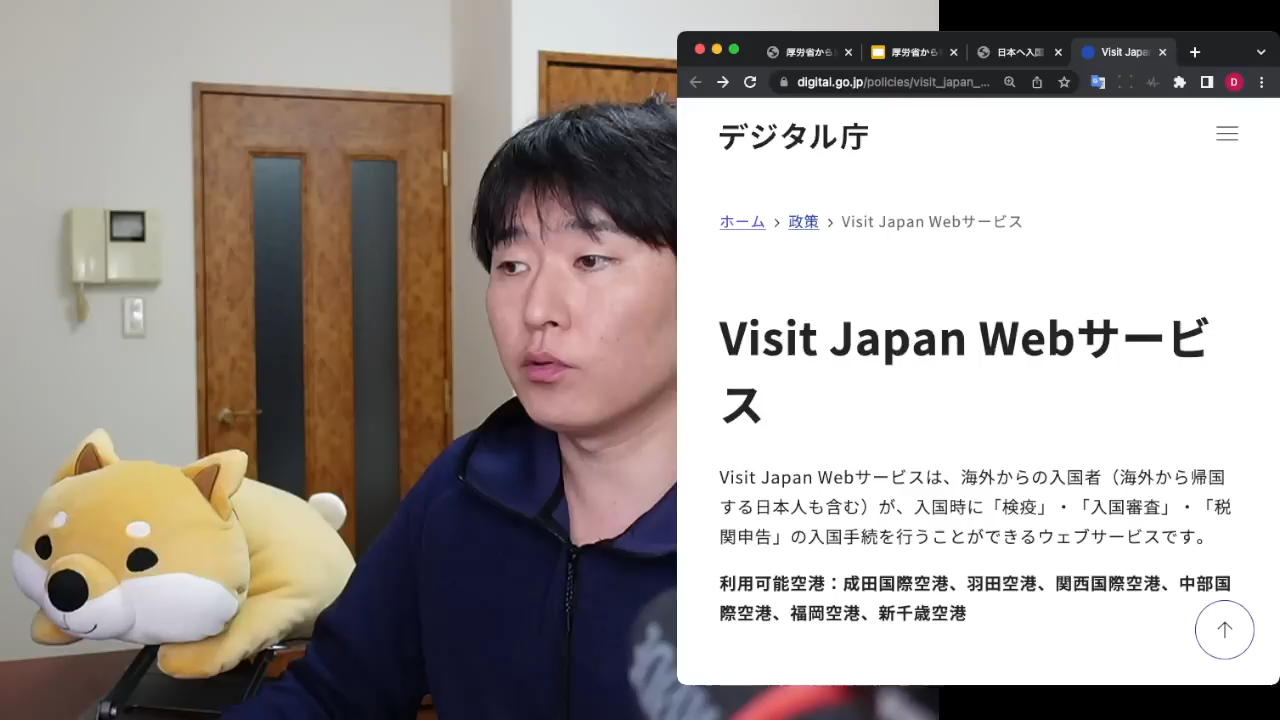 厚労省から
厚労省から
日本へ入国
Visit Japa
digital.go.jp/policies/visit_japan_...
D
デジタル庁
ホーム > 政策 > Visit Japan Webサービス
Visit Japan Webサービ
ス
Visit Japan Webサービスは、海外からの入国者（海外から帰国
する日本人も含む）が、入国時に「検疫」・「入国審査」・「税
関申告」の入国手続を行うことができるウェブサービスです。
利用可能空港：成田国際空港、羽田空港、関西国際空港、中部国
際空港、福岡空港、新千歳空港